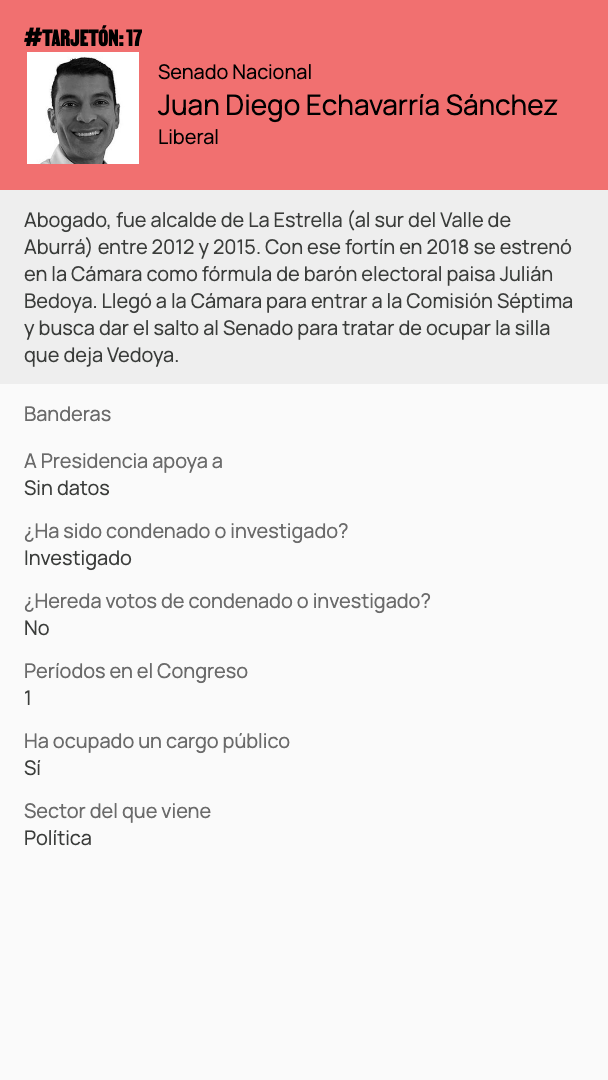 #TARJETÓN: 17
Senado Nacional
Juan Diego Echavarría Sánchez
Liberal
Abogado, fue alcalde de La Estrella (al sur del Valle de
Aburrá) entre 2012 y 2015. Con ese fortín en 2018 se estrenó
en la Cámara como fórmula de barón electoral paisa Julián
Bedoya. Llegó a la Cámara para entrar a la Comisión Séptima
y busca dar el salto al Senado para tratar de ocupar la silla
que deja Vedoya.
Banderas
A Presidencia apoya a
Sin datos
¿Ha sido condenado o investigado?
Investigado
¿Hereda votos de condenado o investigado?
No
Períodos en el Congreso
1
Ha ocupado un cargo público
Sí
Sector del que viene
Política